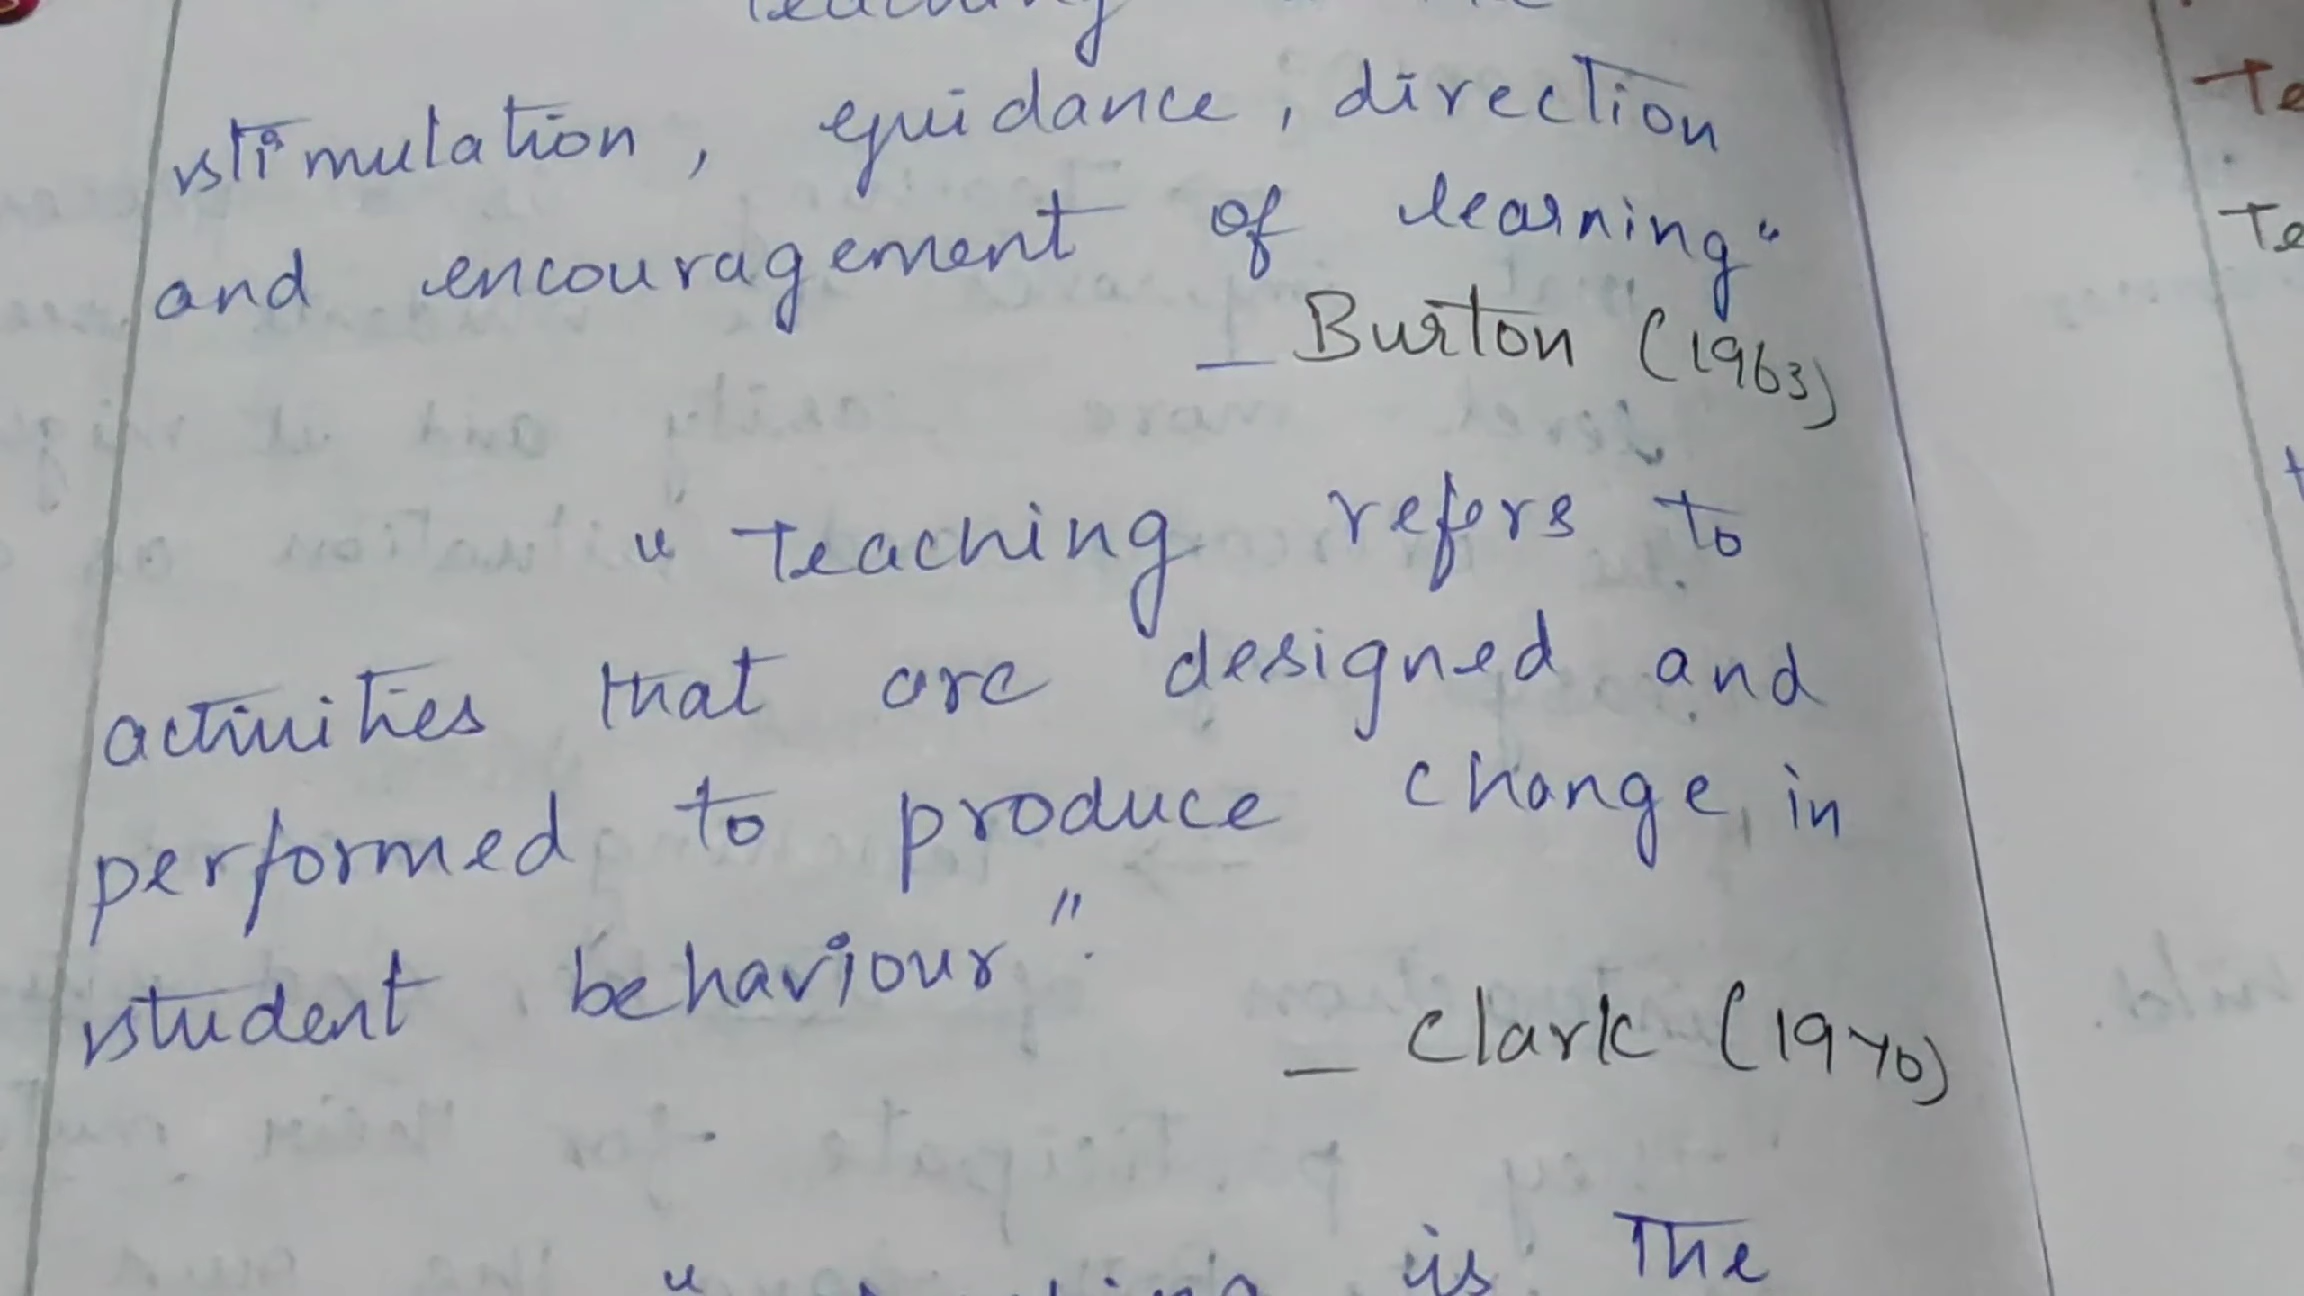 stimulation, guidance, direction
and encouragement of learning"
_ Burton (1963)
" Teaching refers to
activities that are designed and
performed to produce change, in
student behaviour".
_ Clark (1970)
" is the